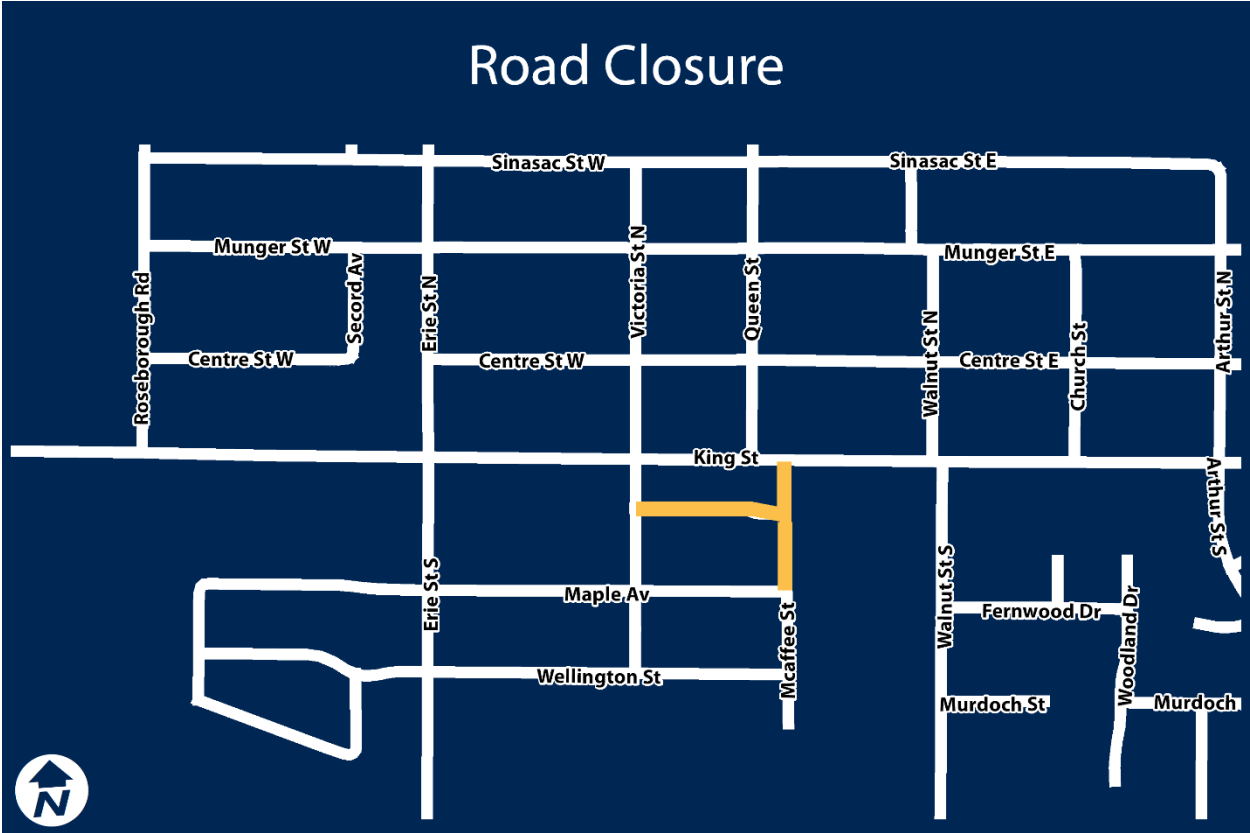 Road Closure
Sinasac St W
Sinasac St E
Munger St W
Munger St E
Roseborough Rd
Second Av
Erie St N
Victoria St N
Queen St
Walnut St N
Church St
Arthur St N
Centre St W
Centre St W
Centre St E
King St
Arthur St S
Erie St S
Maple Av
Mcaffee St
Walnut St S
Fernwood Dr
Woodland Dr
Wellington St
Murdoch St
Murdoch
N